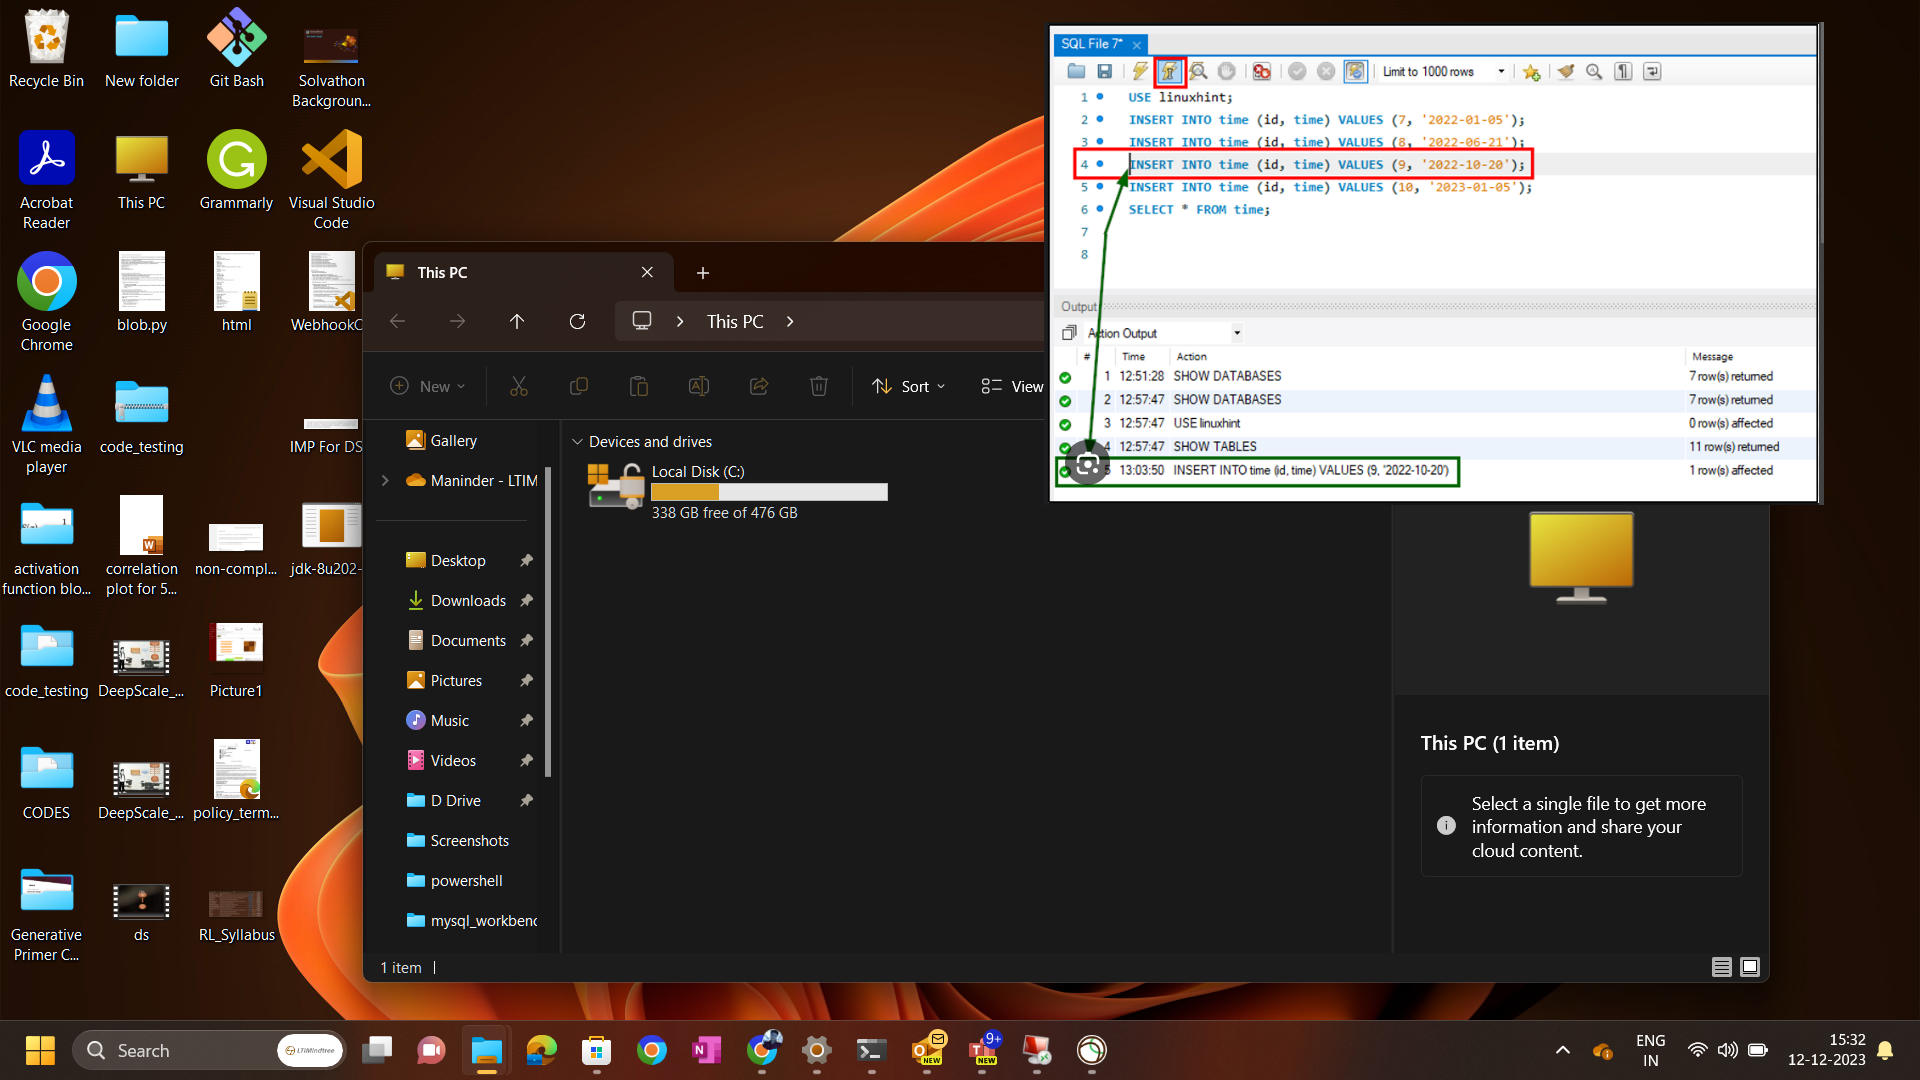 Recycle Bin
New folder
Git Bash
Solvathon
Backgroun...
Acrobat
Reader
This PC
Grammarly
Visual Studio
Code
Google
Chrome
blob.py
html
WebhookC
VLC media
player
code_testing
IMP For DS
activation
function blo...
correlation
plot for 5...
non-compl...
jdk-8u202-
code_testing
DeepScale_...
Picture1
CODES
DeepScale_...
policy_term...
Generative
Primer C...
ds
RL_Syllabus
This PC
This PC
New
Sort
View
Gallery
Maninder - LTIM
Desktop
Downloads
Documents
Pictures
Music
Videos
D Drive
Screenshots
powershell
mysql_workbenc
Devices and drives
Local Disk (C:)
338 GB free of 476 GB
This PC (1 item)
Select a single file to get more
information and share your
cloud content.
1 item
SQL File 7*
Limit to 1000 rows
1 USE linuxhint;
2 INSERT INTO time (id, time) VALUES (7, '2022-01-05');
3 INSERT INTO time (id, time) VALUES (8, '2022-06-21');
4 INSERT INTO time (id, time) VALUES (9, '2022-10-20');
5 INSERT INTO time (id, time) VALUES (10, '2023-01-05');
6 SELECT * FROM time;
7
8
Output
Action Output
# Time Action Message
1 12:51:28 SHOW DATABASES 7 row(s) returned
2 12:57:47 SHOW DATABASES 7 row(s) returned
3 12:57:47 USE linuxhint 0 row(s) affected
4 12:57:47 SHOW TABLES 11 row(s) returned
5 13:03:50 INSERT INTO time (id, time) VALUES (9, '2022-10-20') 1 row(s) affected
Search
LTIMindtree
NEW
9+
NEW
ENG
IN
15:32
12-12-2023